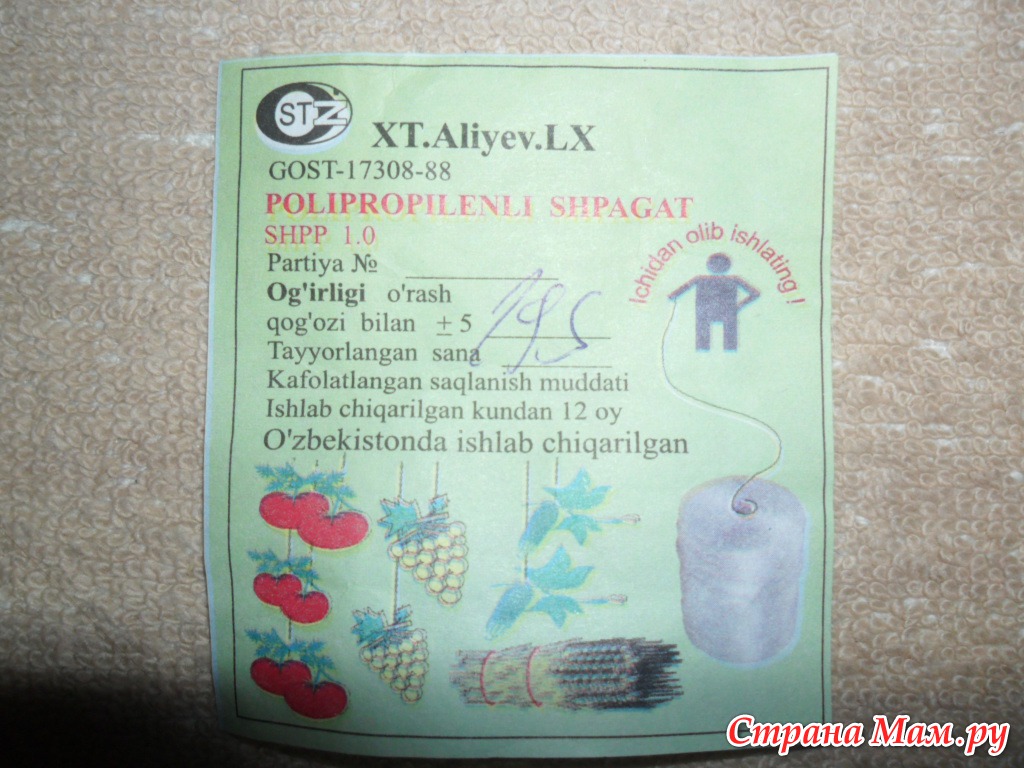 STZ
XT.Aliyev.LX
GOST-17308-88
POLIPROPILENLI SHPAGAT
SHPP 1.0
Ichidan olib ishlating!
Partiya №
Og'irligi o'rash
qog'ozi bilan ± 5
Tayyorlangan sana
Kafolatlangan saqlanish muddati
Ishlab chiqarilgan kundan 12 oy
O'zbekistonda ishlab chiqarilgan
Страна Мам.ру